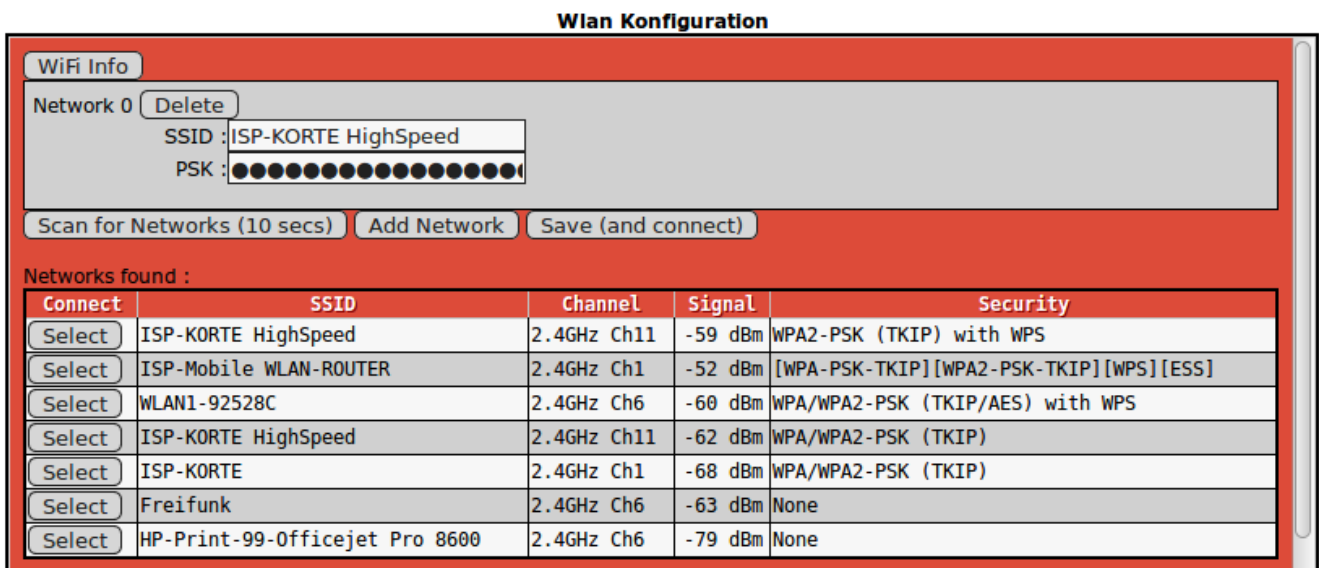 Wlan Konfiguration
WiFi Info
Network 0 Delete
SSID :ISP-KORTE HighSpeed
PSK :●●●●●●●●●●●●●●●●●
Scan for Networks (10 secs) Add Network Save (and connect)
Networks found :
Connect SSID Channel Signal Security
Select ISP-KORTE HighSpeed 2.4GHz Ch11 -59 dBm WPA2-PSK (TKIP) with WPS
Select ISP-Mobile WLAN-ROUTER 2.4GHz Ch1 -52 dBm [WPA-PSK-TKIP][WPA2-PSK-TKIP][WPS][ESS]
Select WLAN1-92528C 2.4GHz Ch6 -60 dBm WPA/WPA2-PSK (TKIP/AES) with WPS
Select ISP-KORTE HighSpeed 2.4GHz Ch11 -62 dBm WPA/WPA2-PSK (TKIP)
Select ISP-KORTE 2.4GHz Ch1 -68 dBm WPA/WPA2-PSK (TKIP)
Select Freifunk 2.4GHz Ch6 -63 dBm None
Select HP-Print-99-Officejet Pro 8600 2.4GHz Ch6 -79 dBm None